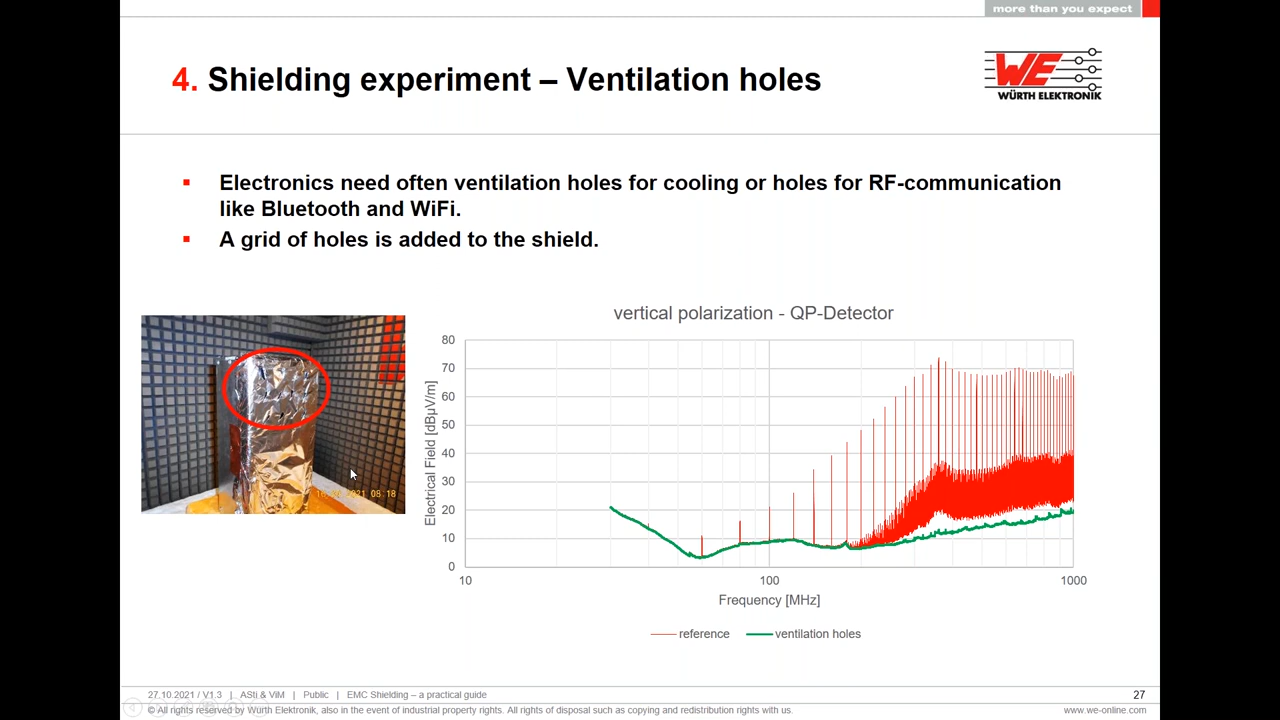 more than you expect
4. Shielding experiment – Ventilation holes
WE
WÜRTH ELEKTRONIK
Electronics need often ventilation holes for cooling or holes for RF-communication
like Bluetooth and WiFi.
A grid of holes is added to the shield.
vertical polarization - QP-Detector
80
70
60
50
40
30
20
10
0
Electrical Field [dBµV/m]
10
100
1000
Frequency [MHz]
reference
ventilation holes
2021 08 18
27.10.2021 / V1.3 | ASti & ViM | Public | EMC Shielding – a practical guide
27
© All rights reserved by Wurth Elektronik, also in the event of industrial property rights. All rights of disposal such as copying and redistribution rights with us.
www.we-online.com